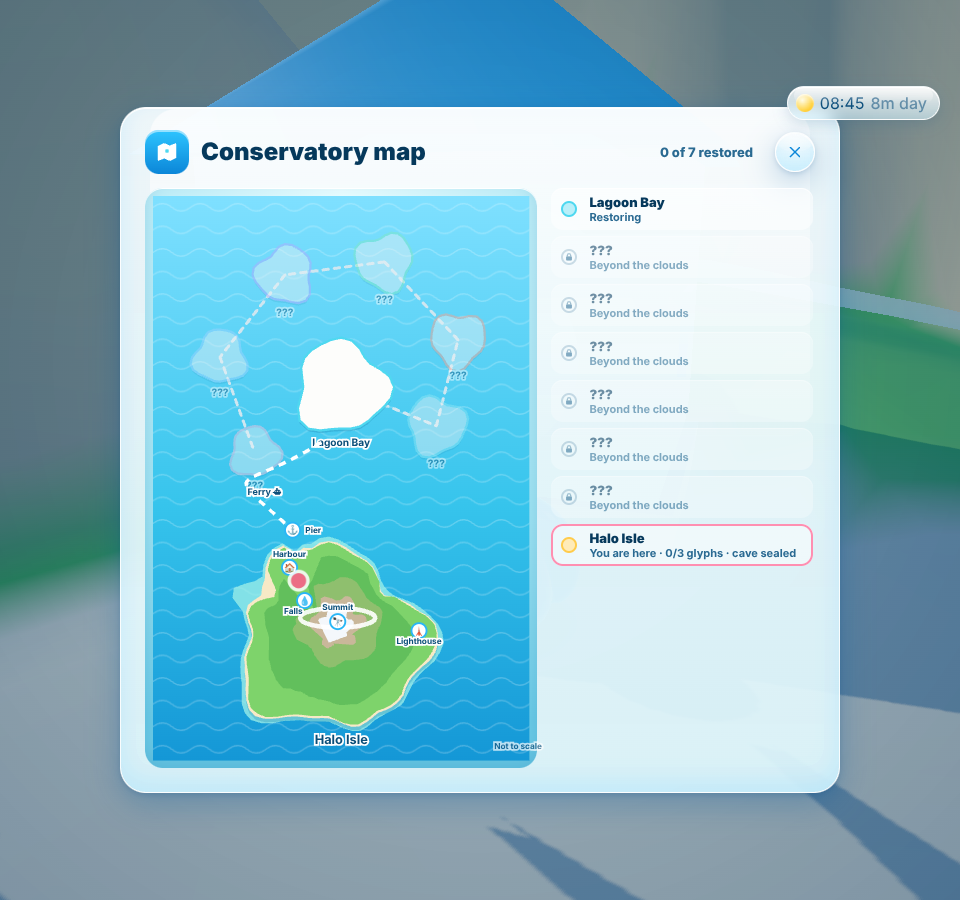 08:45 8m day
Conservatory map
0 of 7 restored
???
???
???
???
???
Lagoon Bay
???
Ferry
Pier
Harbour
Falls
Summit
Lighthouse
Halo Isle
Not to scale
Lagoon Bay
Restoring
???
Beyond the clouds
???
Beyond the clouds
???
Beyond the clouds
???
Beyond the clouds
???
Beyond the clouds
???
Beyond the clouds
Halo Isle
You are here · 0/3 glyphs · cave sealed